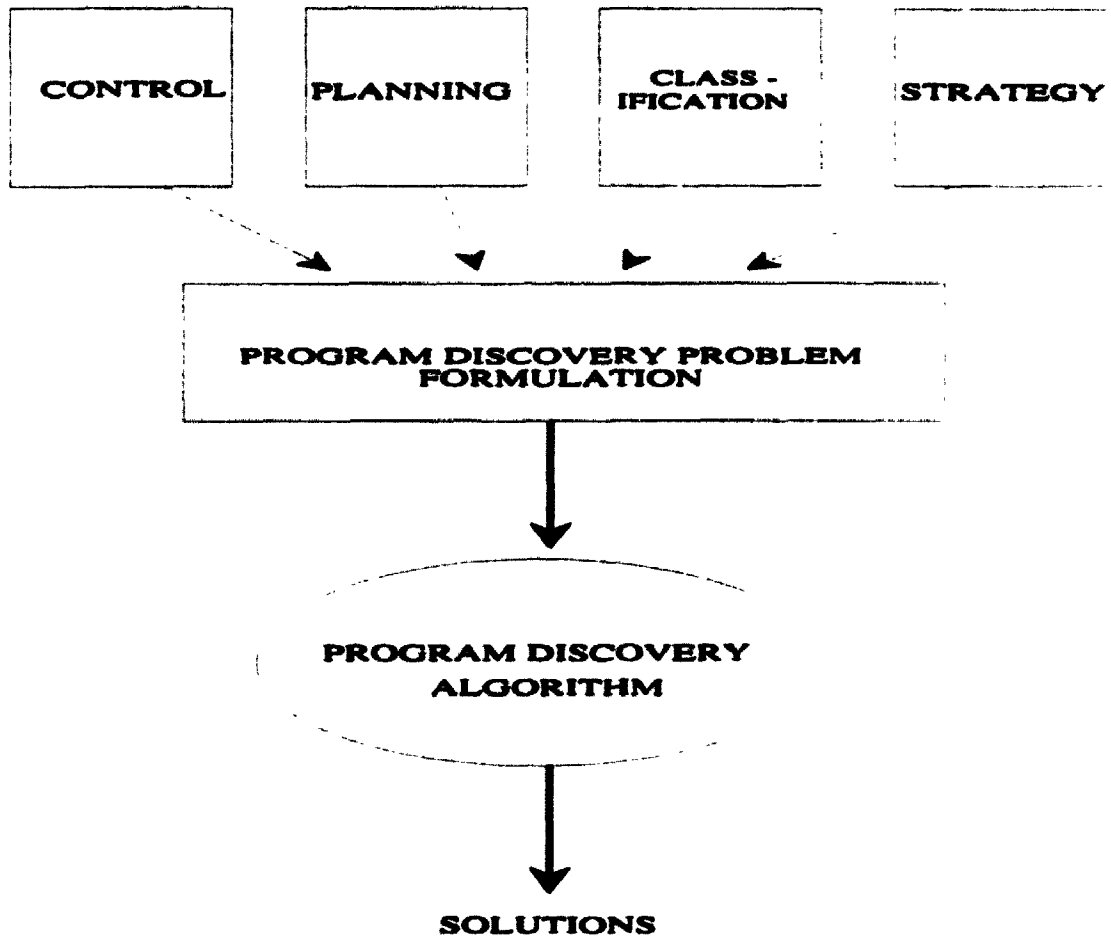 CONTROL
PLANNING
CLASS -
IFICATION
STRATEGY
PROGRAM DISCOVERY PROBLEM
FORMULATION
PROGRAM DISCOVERY
ALGORITHM
SOLUTIONS